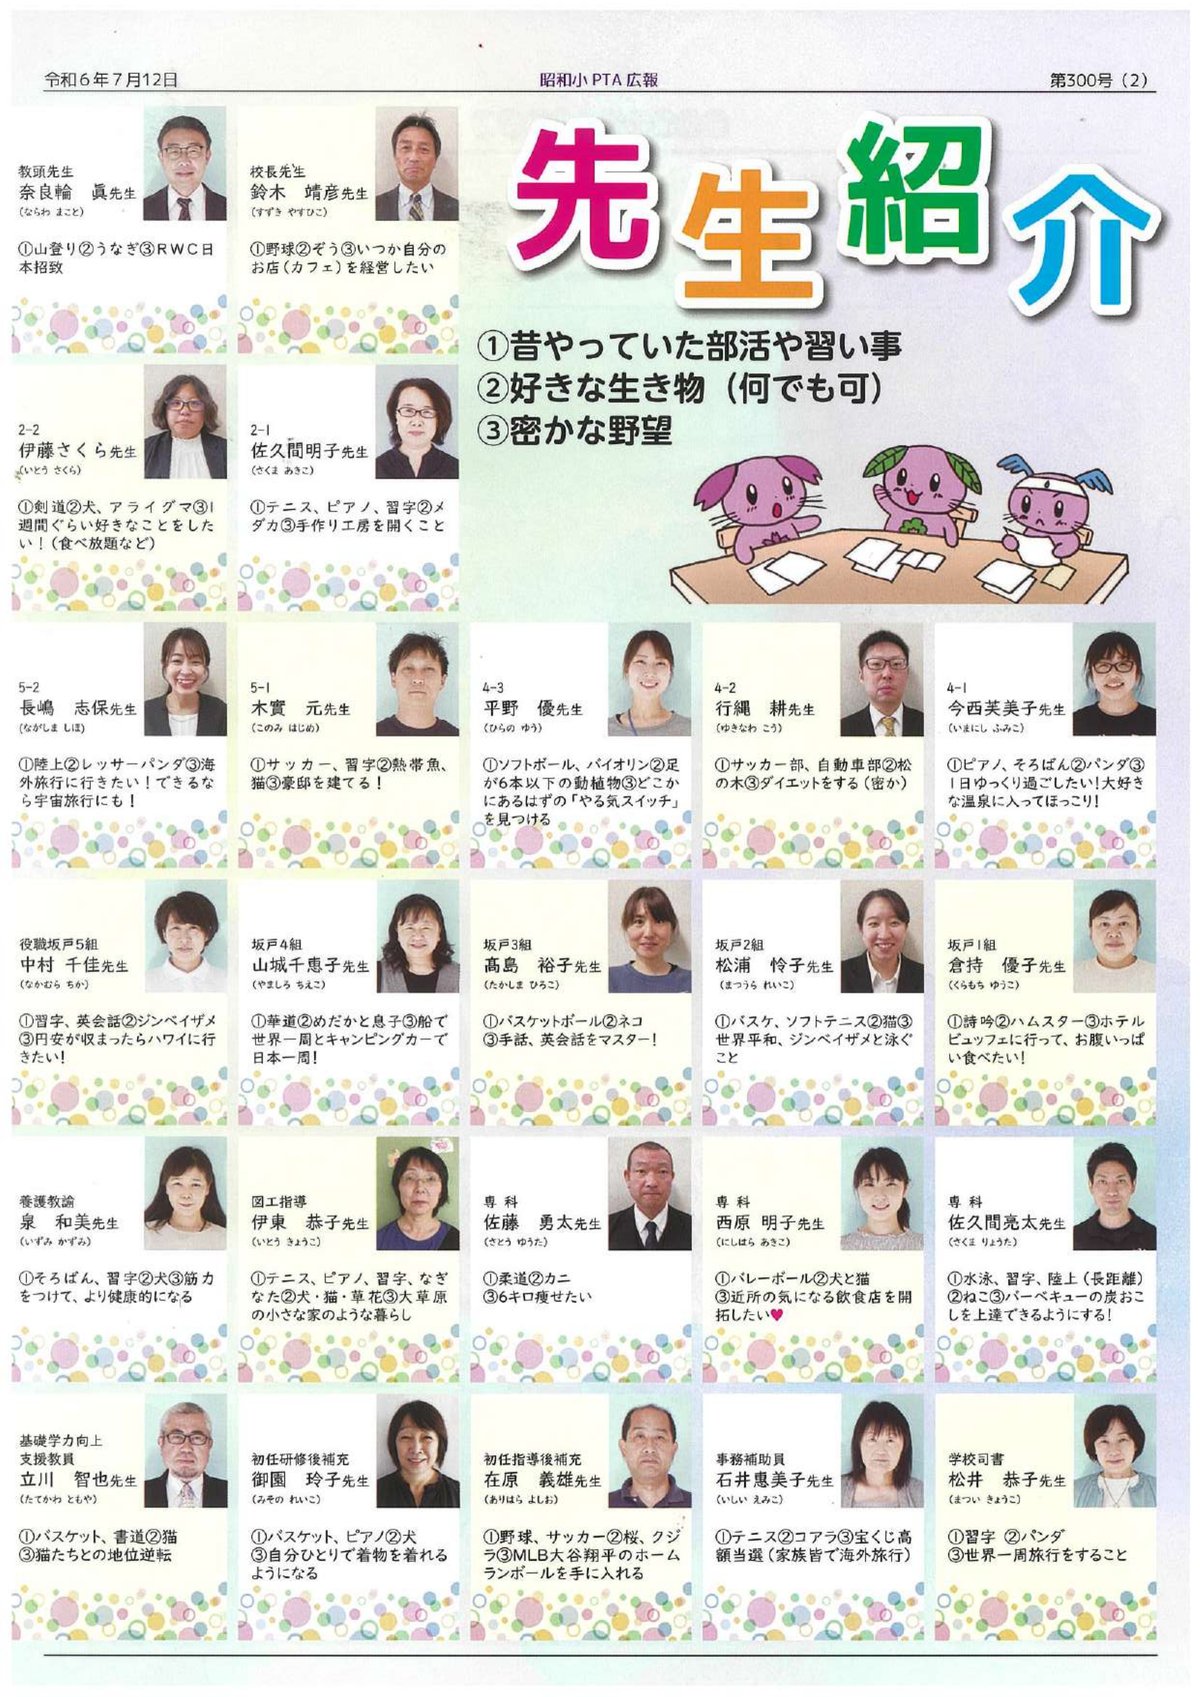 令和6年7月12日
昭和小PTA広報
第300号（2）
先生紹介
①昔やっていた部活や習い事
②好きな生き物（何でも可）
③密かな野望
校長先生
鈴木　靖彦先生
(すずき やすひこ)
①野球②ぞう③いつか自分の
お店（カフェ）を経営したい
教頭先生
奈良輪　眞先生
(ならわ まこと)
①山登り②うなぎ③RWC日
本招致
2-1
佐久間明子先生
(さくま あきこ)
①テニス、ピアノ、習字②メ
ダカ③手作り工房を開くこと
2-2
伊藤さくら先生
(いとう さくら)
①剣道②犬、アライグマ③1
週間ぐらい好きなことをした
い！（食べ放題など）
4-1
今西芙美子先生
(いまにし ふみこ)
①ピアノ、そろばん②パンダ③
1日ゆっくり過ごしたい！大好き
な温泉に入ってほっこり！
4-2
行縄　耕先生
(ゆきなわ こう)
①サッカー部、自動車部②松
の木③ダイエットをする（密か）
4-3
平野　優先生
(ひらの ゆう)
①ソフトボール、バイオリン②足
が6本以下の動植物③どこか
にあるはずの「やる気スイッチ」
を見つける
5-1
木實　元先生
(このみ はじめ)
①サッカー、習字②熱帯魚、
猫③豪邸を建てる！
5-2
長嶋　志保先生
(ながしま しほ)
①陸上②レッサーパンダ③海
外旅行に行きたい！できるな
ら宇宙旅行にも！
坂戸1組
倉持　優子先生
(くらもち ゆうこ)
①詩吟②ハムスター③ホテル
ビュッフェに行って、お腹いっぱ
い食べたい！
坂戸2組
松浦　怜子先生
(まつうら れいこ)
①バスケ、ソフトテニス②猫③
世界平和、ジンベイザメと泳ぐ
こと
坂戸3組
髙島　裕子先生
(たかしま ひろこ)
①バスケットボール②ネコ
③手話、英会話をマスター！
坂戸4組
山城千恵子先生
(やましろ ちえこ)
①華道②めだかと息子③船で
世界一周とキャンピングカーで
日本一周！
役職坂戸5組
中村　千佳先生
(なかむら ちか)
①習字、英会話②ジンベイザメ
③円安が収まったらハワイに行
きたい！
専 科
佐久間亮太先生
(さくま りょうた)
①水泳、習字、陸上（長距離）
②ねこ③バーベキューの炭おこ
しを上達できるようにする！
専 科
西原　明子先生
(にしはら あきこ)
①バレーボール②犬と猫
③近所の気になる飲食店を開
拓したい♥
専 科
佐藤　勇太先生
(さとう ゆうた)
①柔道②カニ
③6キロ痩せたい
図工指導
伊東　恭子先生
(いとう きょうこ)
①テニス、ピアノ、習字、なぎ
なた②犬・猫・草花③大草原
の小さな家のような暮らし
養護教諭
泉　和美先生
(いずみ かずみ)
①そろばん、習字②犬③筋力
をつけて、より健康的になる
学校司書
松井　恭子先生
(まつい きょうこ)
①習字 ②パンダ
③世界一周旅行をすること
事務補助員
石井恵美子先生
(いしい えみこ)
①テニス②コアラ③宝くじ高
額当選（家族皆で海外旅行）
初任指導後補充
在原　義雄先生
(ありはら よしお)
①野球、サッカー②桜、クジ
ラ③MLB大谷翔平のホーム
ランボールを手に入れる
初任研修後補充
御園　玲子先生
(みその れいこ)
①バスケット、ピアノ②犬
③自分ひとりで着物を着れる
ようになる
基礎学力向上
支援教員
立川　智也先生
(たてかわ ともや)
①バスケット、書道②猫
③猫たちとの地位逆転